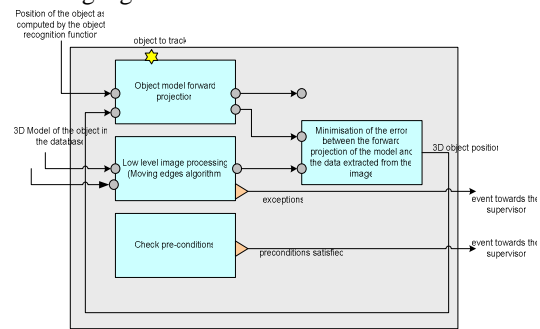 Position of the object as
computed by the object
recognition function
object to track
Object model forward
projection
3D Model of the object in
the database
Low level image processing
(Moving edges algorithm
Minimisation of the error
between the forward
projection of the model and
the data extracted from the
image
3D object position
exceptions
event towards the
supervisor
Check pre-conditions
preconditions satisfied
event towards the
supervisor